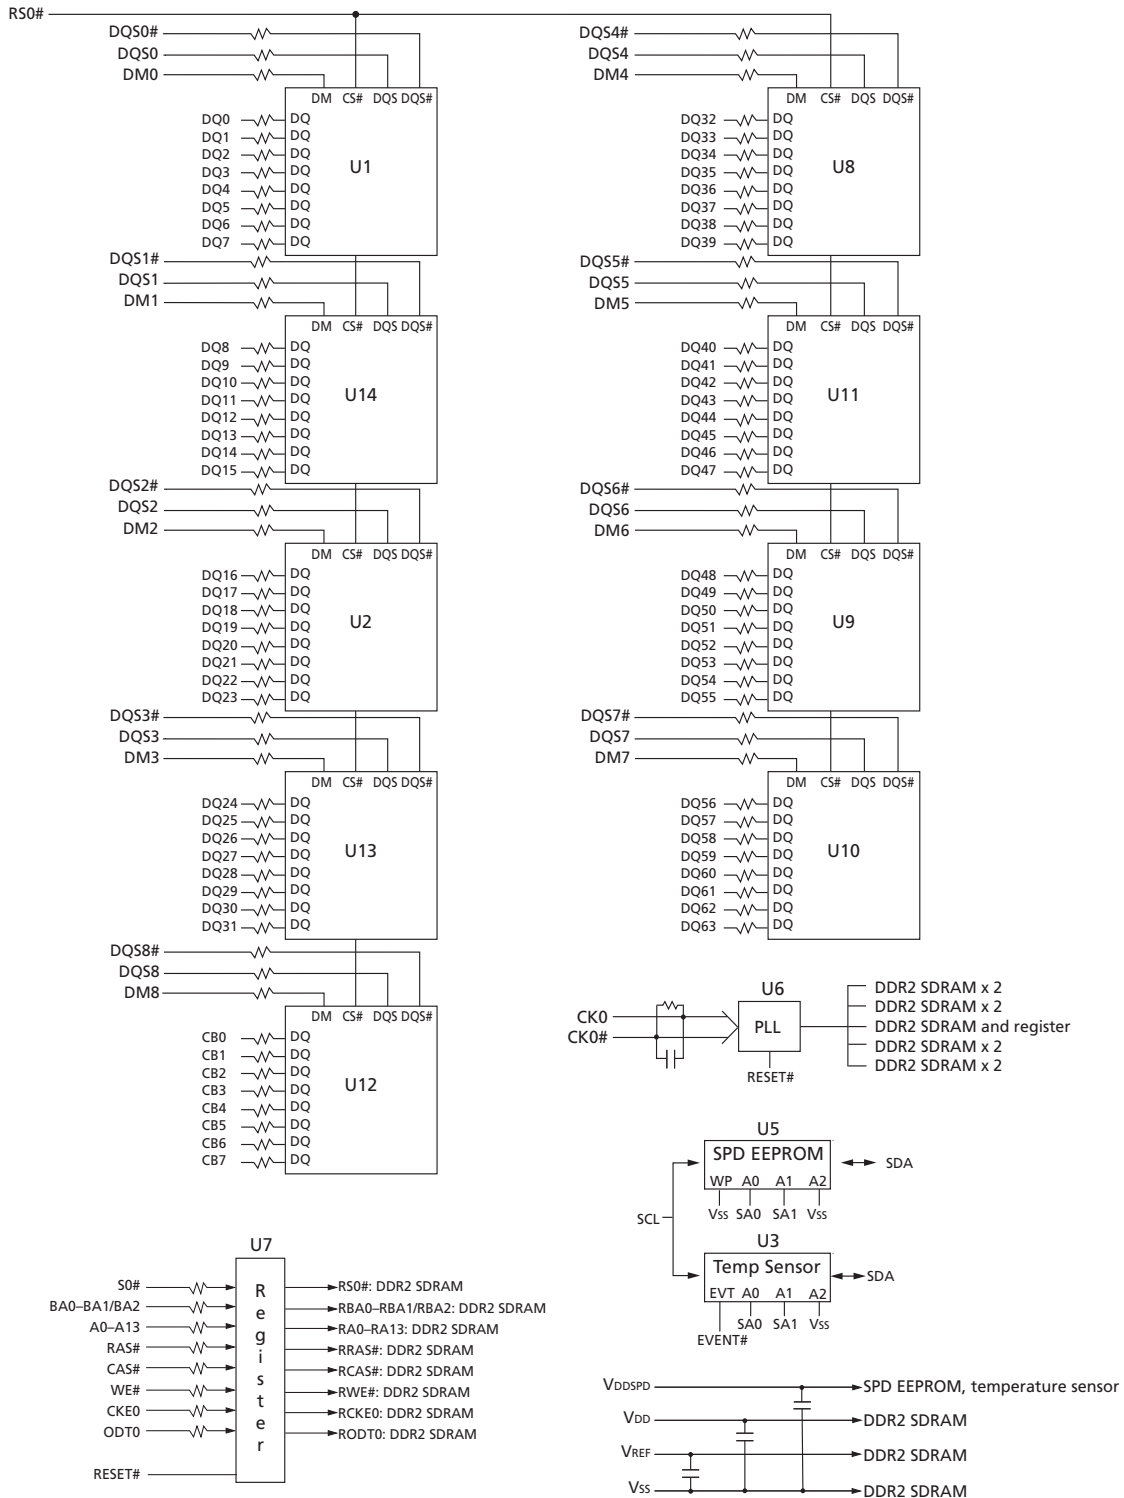 RS0#
DQS0#
DQS0
DM0
DM CS# DQS DQS#
DQ0 DQ
DQ1 DQ
DQ2 DQ
DQ3 DQ
DQ4 DQ
DQ5 DQ
DQ6 DQ
DQ7 DQ
U1
DQS1#
DQS1
DM1
DM CS# DQS DQS#
DQ8 DQ
DQ9 DQ
DQ10 DQ
DQ11 DQ
DQ12 DQ
DQ13 DQ
DQ14 DQ
DQ15 DQ
U14
DQS2#
DQS2
DM2
DM CS# DQS DQS#
DQ16 DQ
DQ17 DQ
DQ18 DQ
DQ19 DQ
DQ20 DQ
DQ21 DQ
DQ22 DQ
DQ23 DQ
U2
DQS3#
DQS3
DM3
DM CS# DQS DQS#
DQ24 DQ
DQ25 DQ
DQ26 DQ
DQ27 DQ
DQ28 DQ
DQ29 DQ
DQ30 DQ
DQ31 DQ
U13
DQS8#
DQS8
DM8
DM CS# DQS DQS#
CB0 DQ
CB1 DQ
CB2 DQ
CB3 DQ
CB4 DQ
CB5 DQ
CB6 DQ
CB7 DQ
U12
DQS4#
DQS4
DM4
DM CS# DQS DQS#
DQ32 DQ
DQ33 DQ
DQ34 DQ
DQ35 DQ
DQ36 DQ
DQ37 DQ
DQ38 DQ
DQ39 DQ
U8
DQS5#
DQS5
DM5
DM CS# DQS DQS#
DQ40 DQ
DQ41 DQ
DQ42 DQ
DQ43 DQ
DQ44 DQ
DQ45 DQ
DQ46 DQ
DQ47 DQ
U11
DQS6#
DQS6
DM6
DM CS# DQS DQS#
DQ48 DQ
DQ49 DQ
DQ50 DQ
DQ51 DQ
DQ52 DQ
DQ53 DQ
DQ54 DQ
DQ55 DQ
U9
DQS7#
DQS7
DM7
DM CS# DQS DQS#
DQ56 DQ
DQ57 DQ
DQ58 DQ
DQ59 DQ
DQ60 DQ
DQ61 DQ
DQ62 DQ
DQ63 DQ
U10
U6
CK0
CK0#
PLL
RESET#
DDR2 SDRAM x 2
DDR2 SDRAM x 2
DDR2 SDRAM and register
DDR2 SDRAM x 2
DDR2 SDRAM x 2
U5
SPD EEPROM
WP A0 A1 A2
VSS SA0 SA1 VSS
SDA
SCL
U3
Temp Sensor
EVT A0 A1 A2
SA0 SA1 VSS
EVENT#
SDA
U7
Register
S0# RS0#: DDR2 SDRAM
BA0–BA1/BA2 RBA0–RBA1/RBA2: DDR2 SDRAM
A0–A13 RA0–RA13: DDR2 SDRAM
RAS# RRAS#: DDR2 SDRAM
CAS# RCAS#: DDR2 SDRAM
WE# RWE#: DDR2 SDRAM
CKE0 RCKE0: DDR2 SDRAM
ODT0 RODT0: DDR2 SDRAM
RESET#
VDDSPD SPD EEPROM, temperature sensor
VDD DDR2 SDRAM
VREF DDR2 SDRAM
VSS DDR2 SDRAM